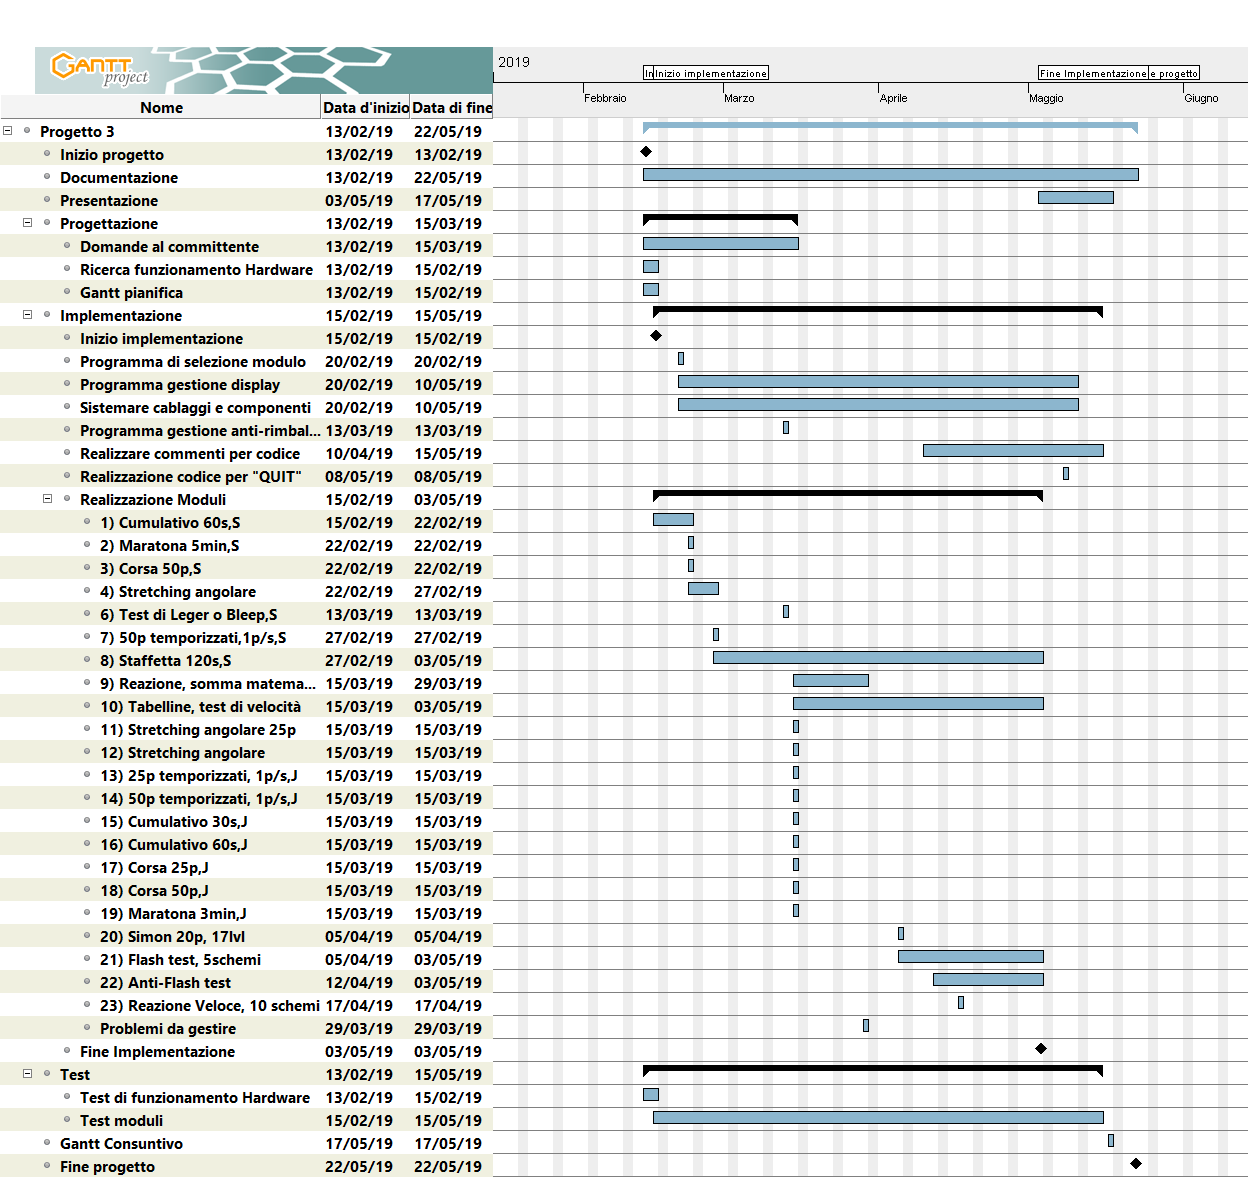 GANTT
project
2019
In Inizio implementazione
Fine Implementazione e progetto
Febbraio Marzo Aprile Maggio Giugno
Nome Data d'inizio Data di fine
Progetto 3 13/02/19 22/05/19
Inizio progetto 13/02/19 13/02/19
Documentazione 13/02/19 22/05/19
Presentazione 03/05/19 17/05/19
Progettazione 13/02/19 15/03/19
Domande al committente 13/02/19 15/03/19
Ricerca funzionamento Hardware 13/02/19 15/02/19
Gantt pianifica 13/02/19 15/02/19
Implementazione 15/02/19 15/05/19
Inizio implementazione 15/02/19 15/02/19
Programma di selezione modulo 20/02/19 20/02/19
Programma gestione display 20/02/19 10/05/19
Sistemare cablaggi e componenti 20/02/19 10/05/19
Programma gestione anti-rimbal... 13/03/19 13/03/19
Realizzare commenti per codice 10/04/19 15/05/19
Realizzazione codice per "QUIT" 08/05/19 08/05/19
Realizzazione Moduli 15/02/19 03/05/19
1) Cumulativo 60s,S 15/02/19 22/02/19
2) Maratona 5min,S 22/02/19 22/02/19
3) Corsa 50p,S 22/02/19 22/02/19
4) Stretching angolare 22/02/19 27/02/19
6) Test di Leger o Bleep,S 13/03/19 13/03/19
7) 50p temporizzati,1p/s,S 27/02/19 27/02/19
8) Staffetta 120s,S 27/02/19 03/05/19
9) Reazione, somma matema... 15/03/19 29/03/19
10) Tabelline, test di velocità 15/03/19 03/05/19
11) Stretching angolare 25p 15/03/19 15/03/19
12) Stretching angolare 15/03/19 15/03/19
13) 25p temporizzati, 1p/s,J 15/03/19 15/03/19
14) 50p temporizzati, 1p/s,J 15/03/19 15/03/19
15) Cumulativo 30s,J 15/03/19 15/03/19
16) Cumulativo 60s,J 15/03/19 15/03/19
17) Corsa 25p,J 15/03/19 15/03/19
18) Corsa 50p,J 15/03/19 15/03/19
19) Maratona 3min,J 15/03/19 15/03/19
20) Simon 20p, 17lvl 05/04/19 05/04/19
21) Flash test, 5schemi 05/04/19 03/05/19
22) Anti-Flash test 12/04/19 03/05/19
23) Reazione Veloce, 10 schemi 17/04/19 17/04/19
Problemi da gestire 29/03/19 29/03/19
Fine Implementazione 03/05/19 03/05/19
Test 13/02/19 15/05/19
Test di funzionamento Hardware 13/02/19 15/02/19
Test moduli 15/02/19 15/05/19
Gantt Consuntivo 17/05/19 17/05/19
Fine progetto 22/05/19 22/05/19